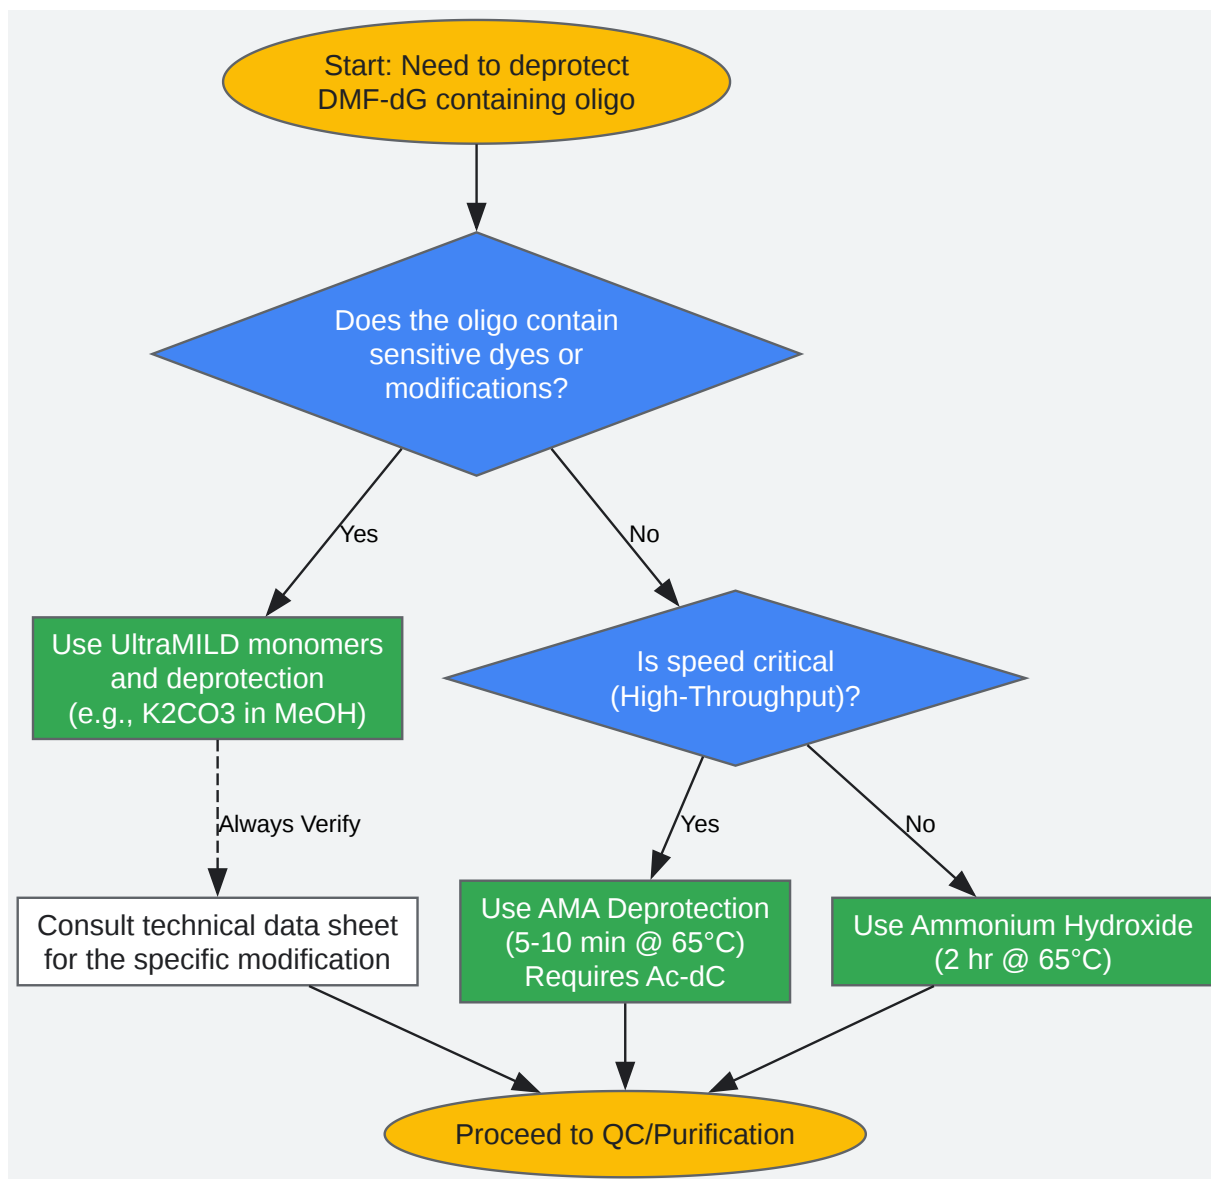 Start: Need to deprotect
DMF-dG containing oligo
Does the oligo contain
sensitive dyes or
modifications?
Yes
No
Use UltraMILD monomers
and deprotection
(e.g., K2CO3 in MeOH)
Is speed critical
(High-Throughput)?
Always Verify
Yes
No
Consult technical data sheet
for the specific modification
Use AMA Deprotection
(5-10 min @ 65°C)
Requires Ac-dC
Use Ammonium Hydroxide
(2 hr @ 65°C)
Proceed to QC/Purification